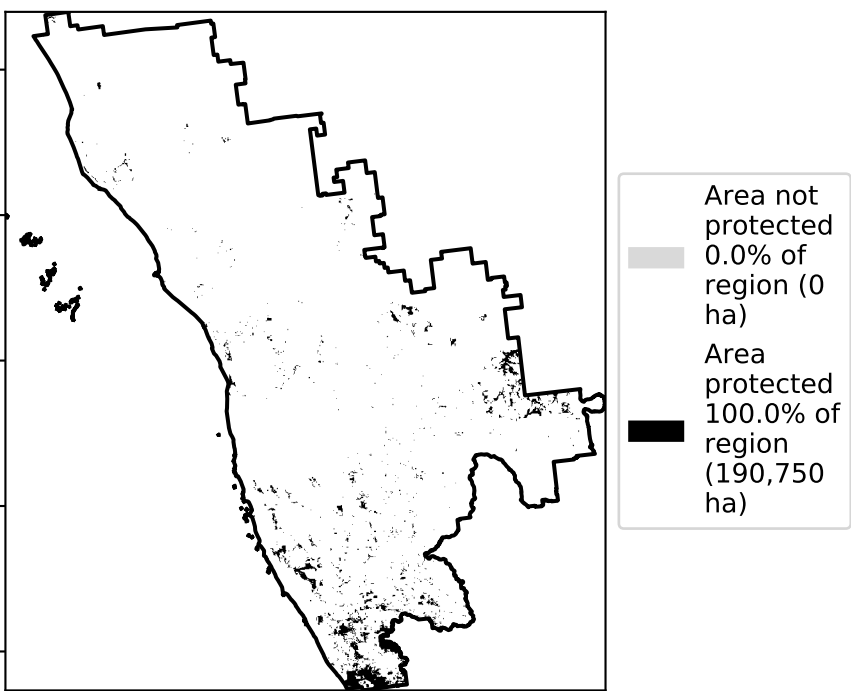 Area not
protected
0.0% of
region (0
ha)
Area
protected
100.0% of
region
(190,750
ha)